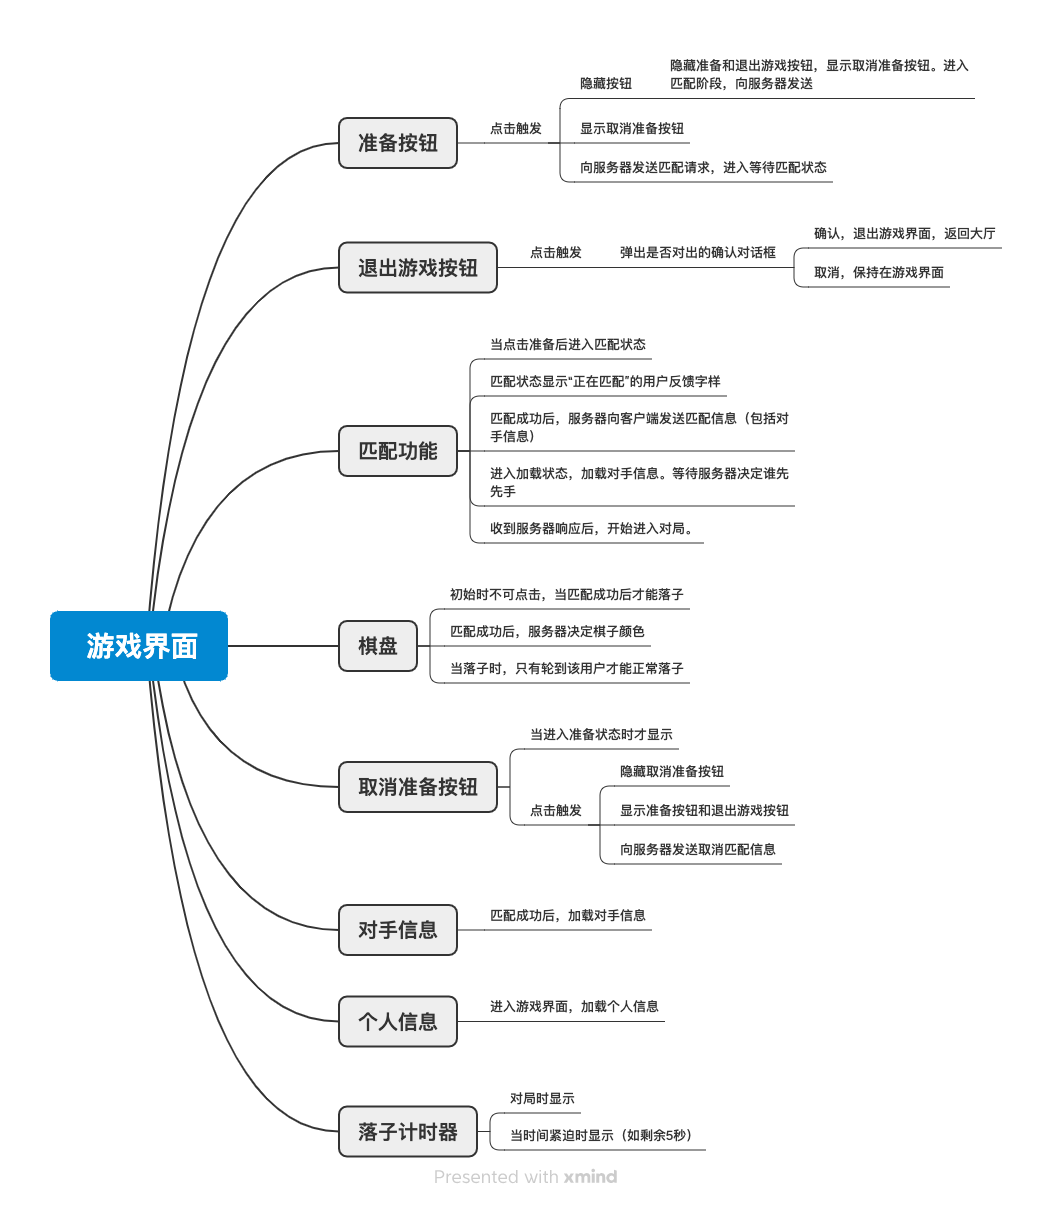 游戏界面
准备按钮
点击触发
隐藏按钮
隐藏准备和退出游戏按钮，显示取消准备按钮。进入
匹配阶段，向服务器发送
显示取消准备按钮
向服务器发送匹配请求，进入等待匹配状态
退出游戏按钮
点击触发
弹出是否对出的确认对话框
确认，退出游戏界面，返回大厅
取消，保持在游戏界面
匹配功能
当点击准备后进入匹配状态
匹配状态显示“正在匹配”的用户反馈字样
匹配成功后，服务器向客户端发送匹配信息（包括对
手信息）
进入加载状态，加载对手信息。等待服务器决定谁先
先手
收到服务器响应后，开始进入对局。
棋盘
初始时不可点击，当匹配成功后才能落子
匹配成功后，服务器决定棋子颜色
当落子时，只有轮到该用户才能正常落子
取消准备按钮
当进入准备状态时才显示
点击触发
隐藏取消准备按钮
显示准备按钮和退出游戏按钮
向服务器发送取消匹配信息
对手信息
匹配成功后，加载对手信息
个人信息
进入游戏界面，加载个人信息
落子计时器
对局时显示
当时间紧迫时显示（如剩余5秒）
Presented with xmind